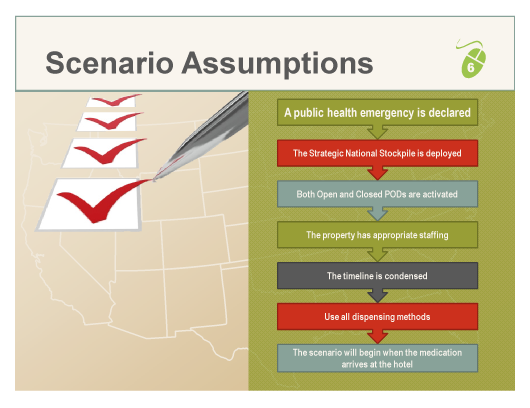 Scenario Assumptions
6
A public health emergency is declared
The Strategic National Stockpile is deployed
Both Open and Closed PODs are activated
The property has appropriate staffing
The timeline is condensed
Use all dispensing methods
The scenario will begin when the medication
arrives at the hotel